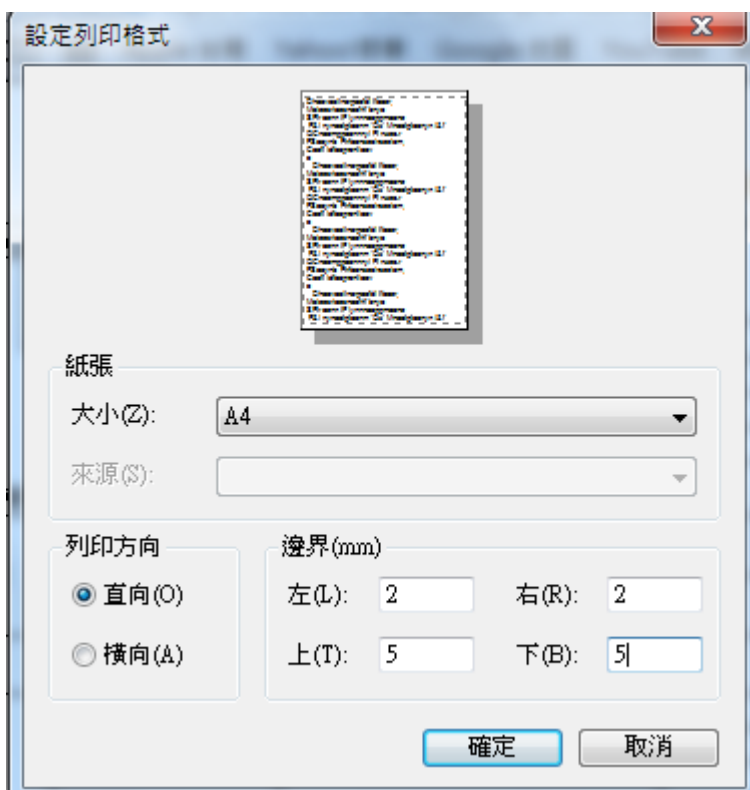 設定列印格式
紙張
大小(Z): A4
來源(S):
列印方向
直向(O)
橫向(A)
邊界(mm)
左(L): 2 右(R): 2
上(T): 5 下(B): 5
確定 取消